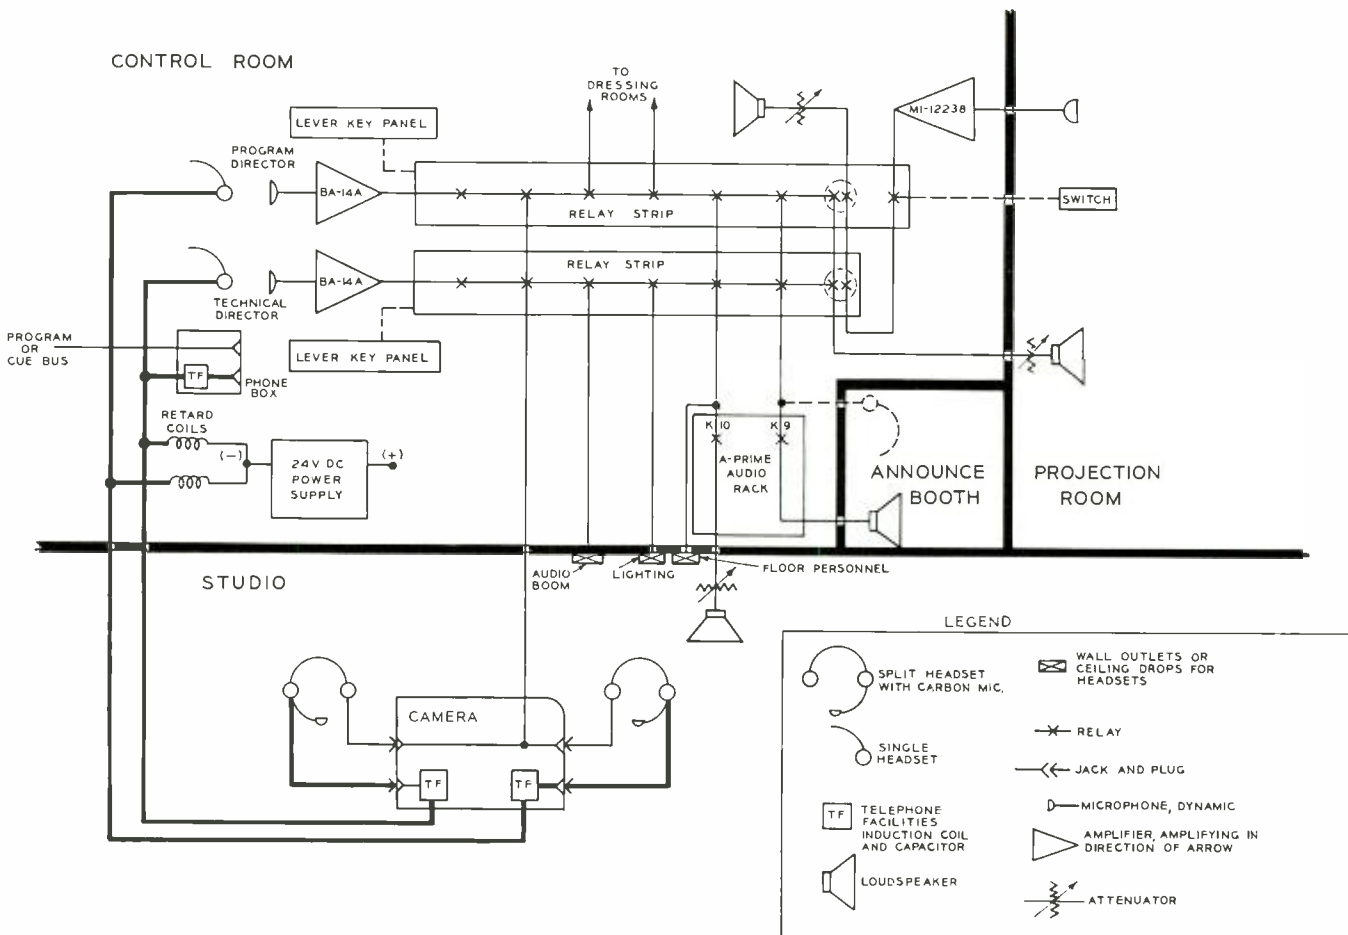 CONTROL ROOM
TO
DRESSING
ROOMS
MI-12238
LEVER KEY PANEL
PROGRAM
DIRECTOR
BA-14A
RELAY STRIP
SWITCH
RELAY STRIP
BA-14A
TECHNICAL
DIRECTOR
LEVER KEY PANEL
PROGRAM
OR
CUE BUS
TF
PHONE
BOX
RETARD
COILS
(-)
24V DC
POWER
SUPPLY
(+)
K 10
K 9
A-PRIME
AUDIO
RACK
ANNOUNCE
BOOTH
PROJECTION
ROOM
STUDIO
AUDIO
BOOM
LIGHTING
FLOOR PERSONNEL
CAMERA
TF
TF
LEGEND
SPLIT HEADSET
WITH CARBON MIC.
WALL OUTLETS OR
CEILING DROPS FOR
HEADSETS
SINGLE
HEADSET
RELAY
JACK AND PLUG
TF
TELEPHONE
FACILITIES
INDUCTION COIL
AND CAPACITOR
MICROPHONE, DYNAMIC
AMPLIFIER, AMPLIFYING IN
DIRECTION OF ARROW
LOUDSPEAKER
ATTENUATOR